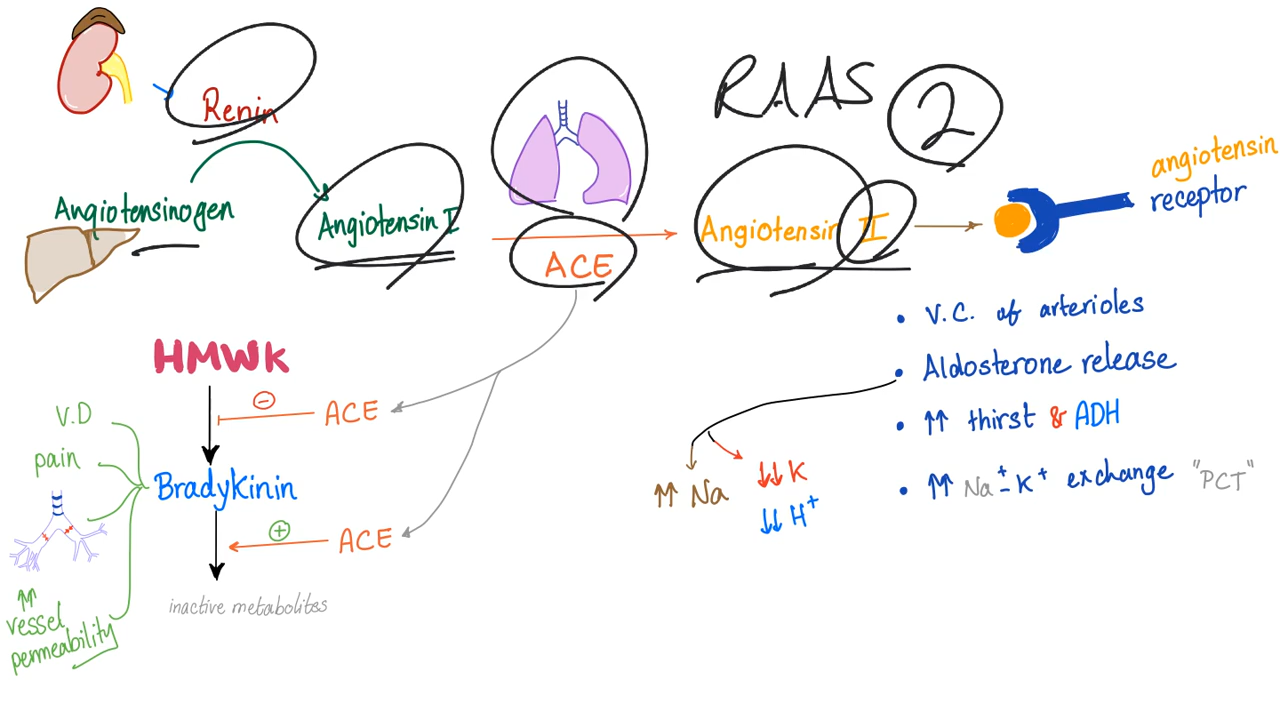 RAAS
2
Renin
Angiotensinogen
Angiotensin I
ACE
Angiotensin II
angiotensin
receptor
• V.C. of arterioles
• Aldosterone release
• ↑↑ thirst & ADH
• ↑↑ Na+ - K+ exchange "PCT"
↑↑ Na
↓↓ K
↓↓ H+
HMWK
⊖
ACE
V.D
pain
Bradykinin
⊕
ACE
inactive metabolites
↑↑
vessel
permeability